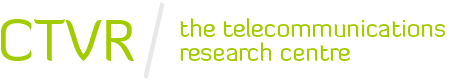 CTVR
the telecommunications
research centre